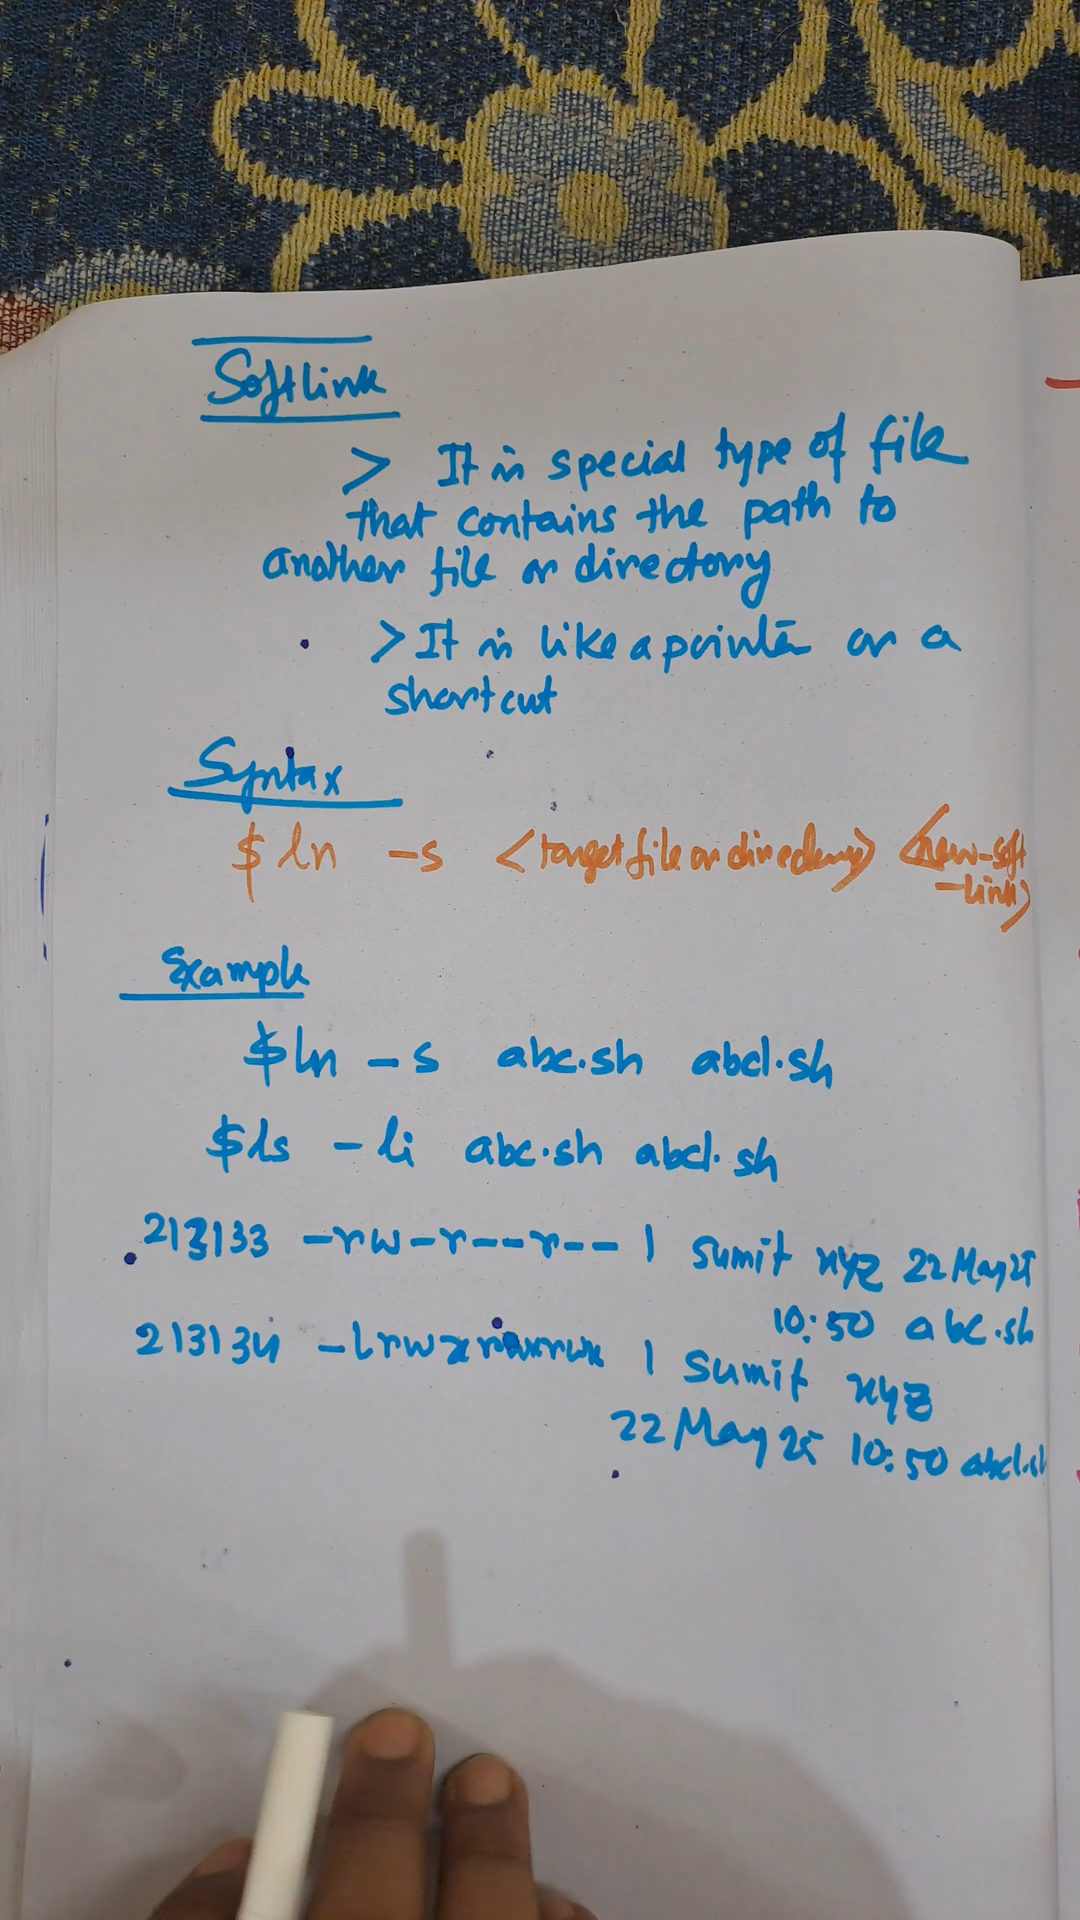 Softlink
> It is special type of file
that contains the path to
another file or directory
> It is like a pointer or a
shortcut
Syntax
$ ln -s <target file or directory> <new-soft
-link>
Example
$ ln -s abc.sh abc1.sh
$ ls -li abc.sh abc1.sh
213133 -rw-r--r-- 1 sumit xyz 22 May 25
10:50 abc.sh
213134 -lrwxrwxrwx 1 sumit xyz
22 May 25 10:50 abc1.sh